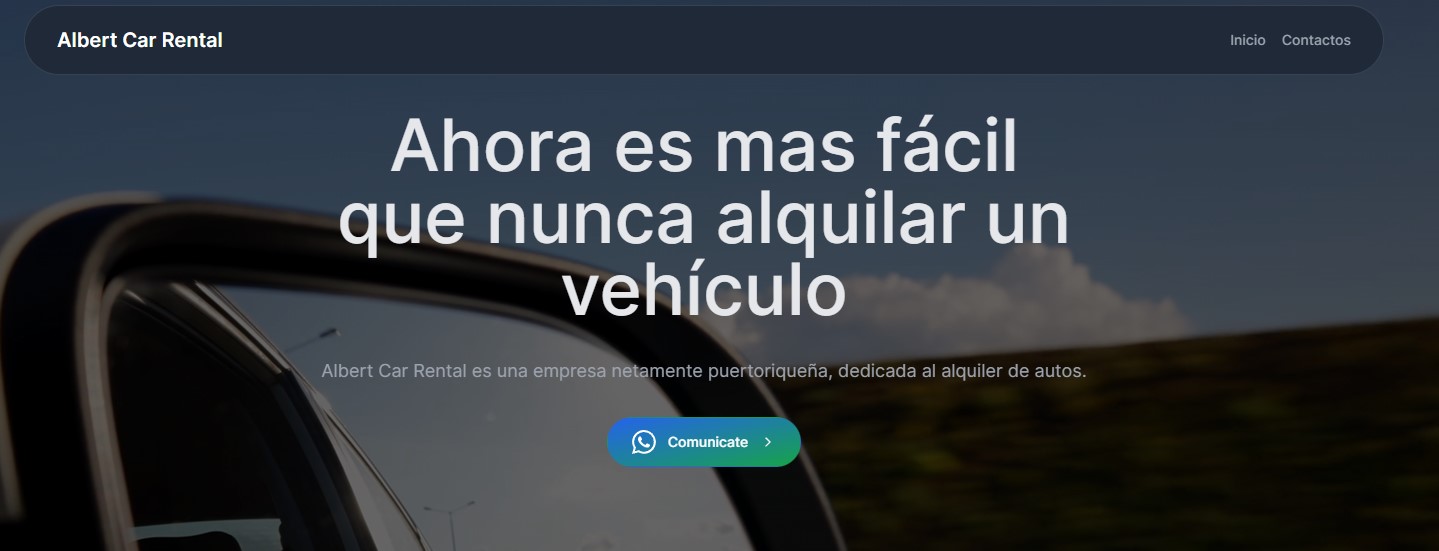 Albert Car Rental
Inicio Contactos
Ahora es mas fácil
que nunca alquilar un
vehículo
Albert Car Rental es una empresa netamente puertoriqueña, dedicada al alquiler de autos.
Comunicate